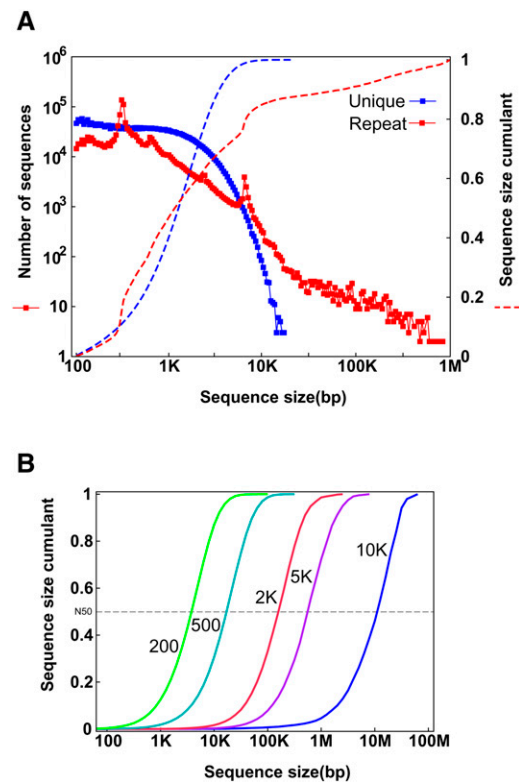 A
Number of sequences
10^6
10^5
10^4
10^3
10^2
10
1
1K
10K
100K
1M
Sequence size(bp)
Unique
Repeat
1
0.8
0.6
0.4
0.2
0
Sequence size cumulant
B
Sequence size cumulant
1
0.8
0.6
N50
0.4
0.2
0
200
500
2K
5K
10K
100
1K
10K
100K
1M
10M
100M
Sequence size(bp)